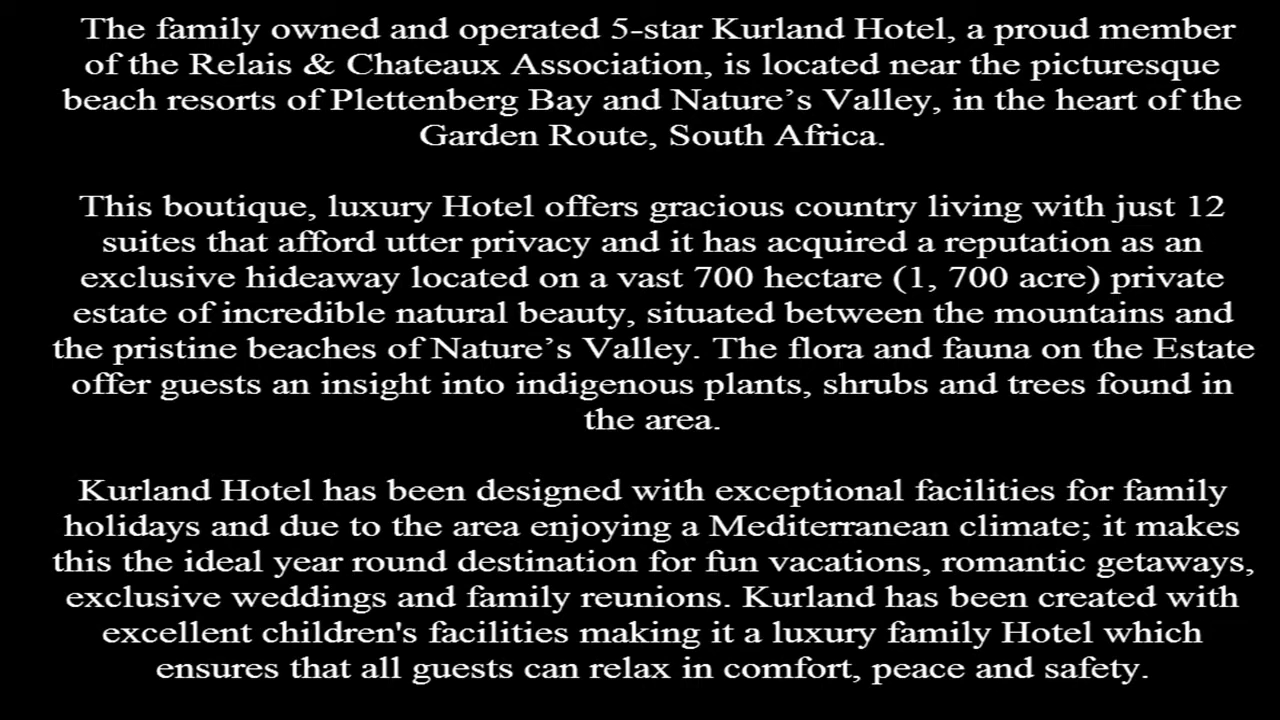 The family owned and operated 5-star Kurland Hotel, a proud member
of the Relais & Chateaux Association, is located near the picturesque
beach resorts of Plettenberg Bay and Nature’s Valley, in the heart of the
Garden Route, South Africa.
This boutique, luxury Hotel offers gracious country living with just 12
suites that afford utter privacy and it has acquired a reputation as an
exclusive hideaway located on a vast 700 hectare (1, 700 acre) private
estate of incredible natural beauty, situated between the mountains and
the pristine beaches of Nature’s Valley. The flora and fauna on the Estate
offer guests an insight into indigenous plants, shrubs and trees found in
the area.
Kurland Hotel has been designed with exceptional facilities for family
holidays and due to the area enjoying a Mediterranean climate; it makes
this the ideal year round destination for fun vacations, romantic getaways,
exclusive weddings and family reunions. Kurland has been created with
excellent children's facilities making it a luxury family Hotel which
ensures that all guests can relax in comfort, peace and safety.